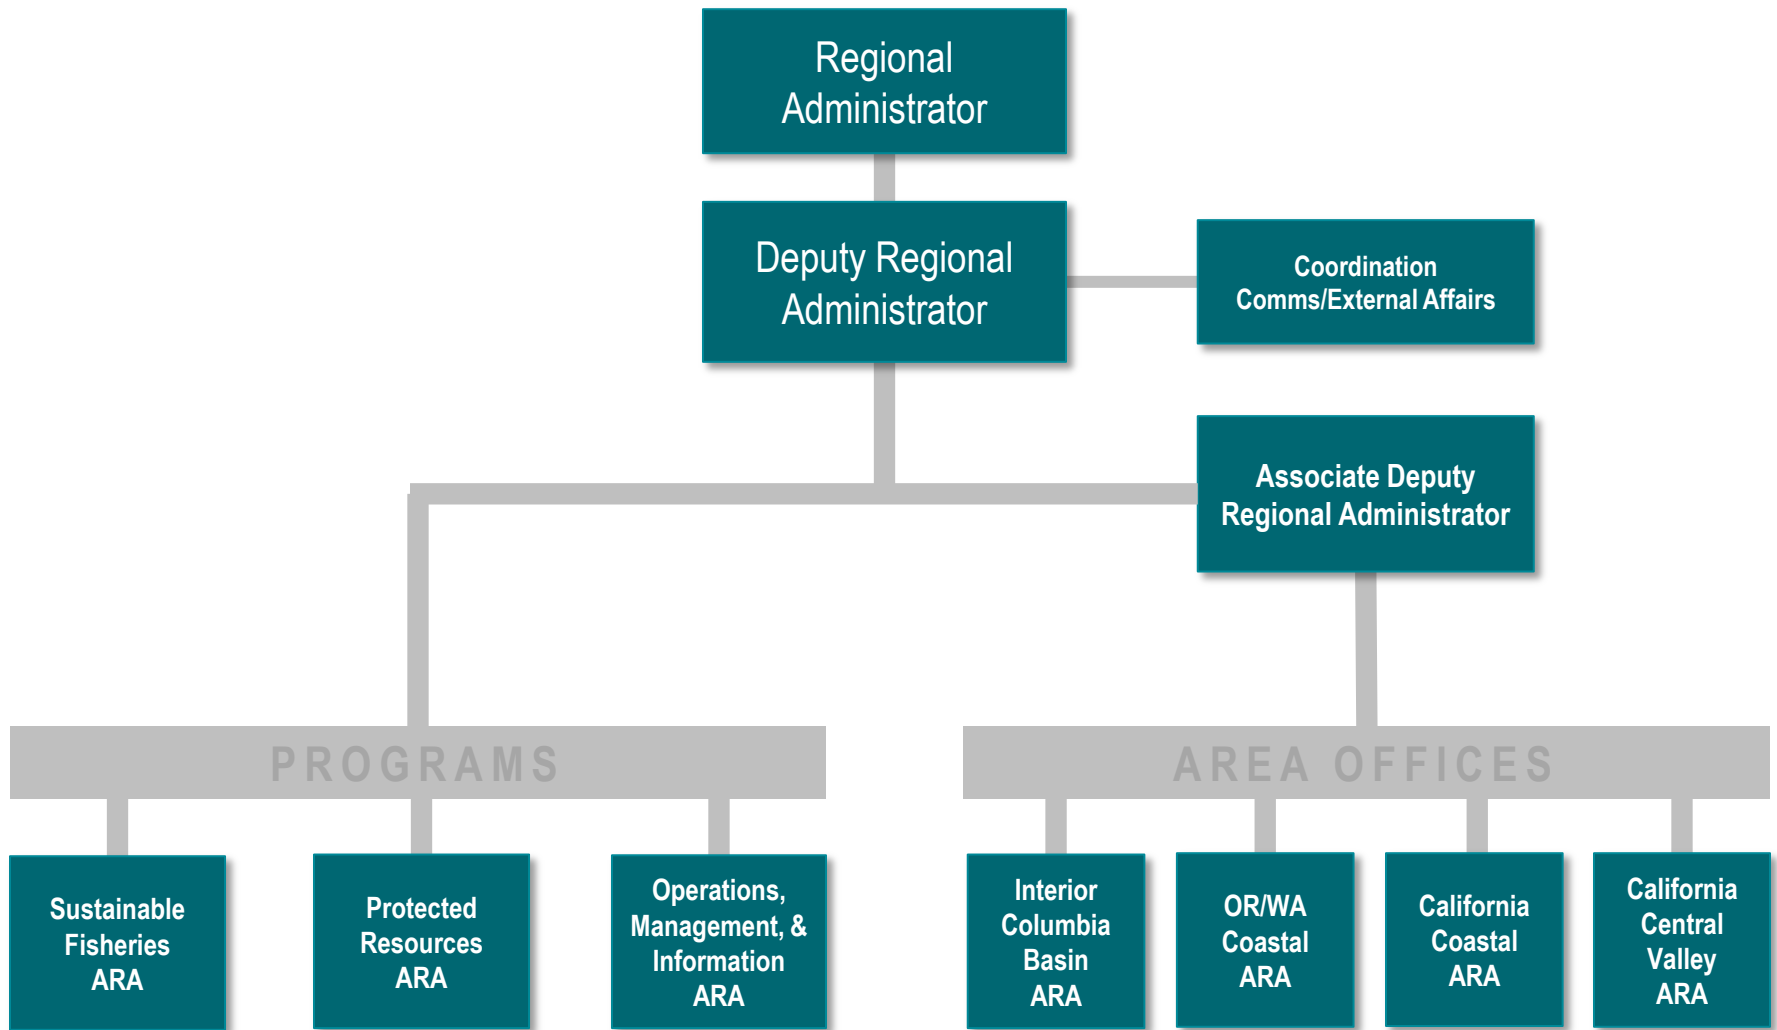 Regional
Administrator
Deputy Regional
Administrator
Coordination
Comms/External Affairs
Associate Deputy
Regional Administrator
PROGRAMS
AREA OFFICES
Sustainable
Fisheries
ARA
Protected
Resources
ARA
Operations,
Management, &
Information
ARA
Interior
Columbia
Basin
ARA
OR/WA
Coastal
ARA
California
Coastal
ARA
California
Central
Valley
ARA